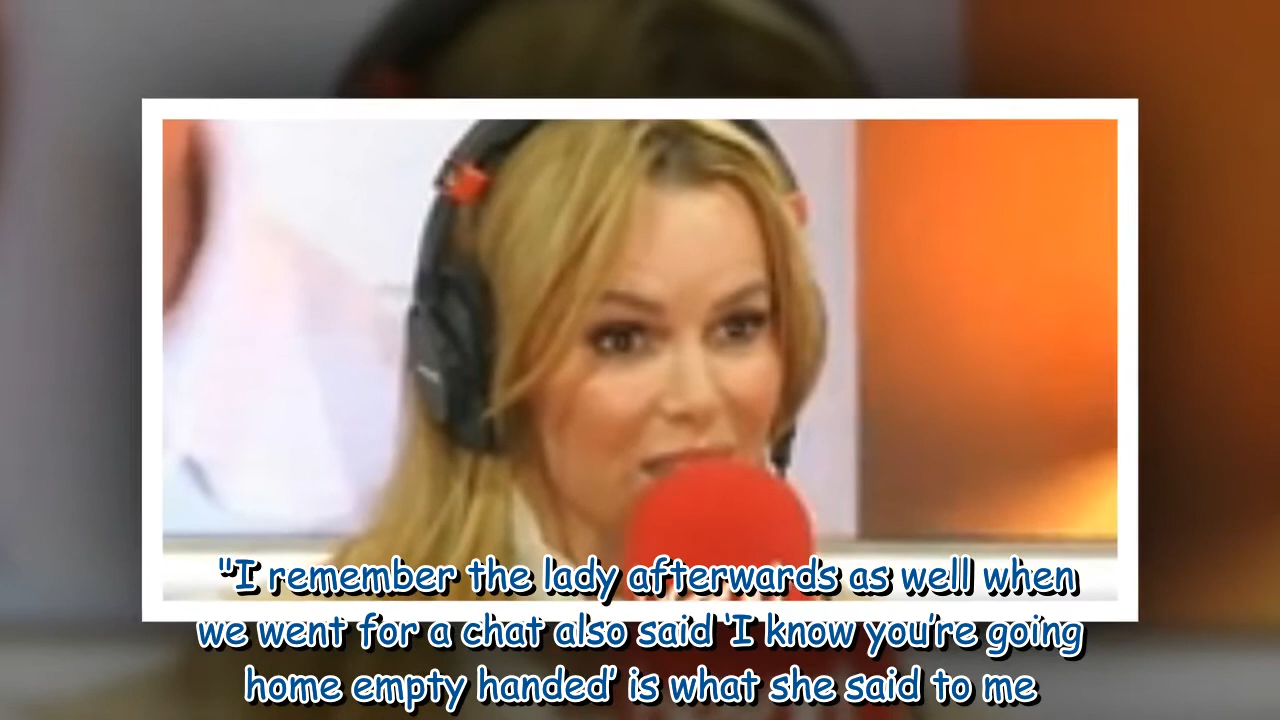 "I remember the lady afterwards as well when
we went for a chat also said ‘I know you’re going
home empty handed’ is what she said to me